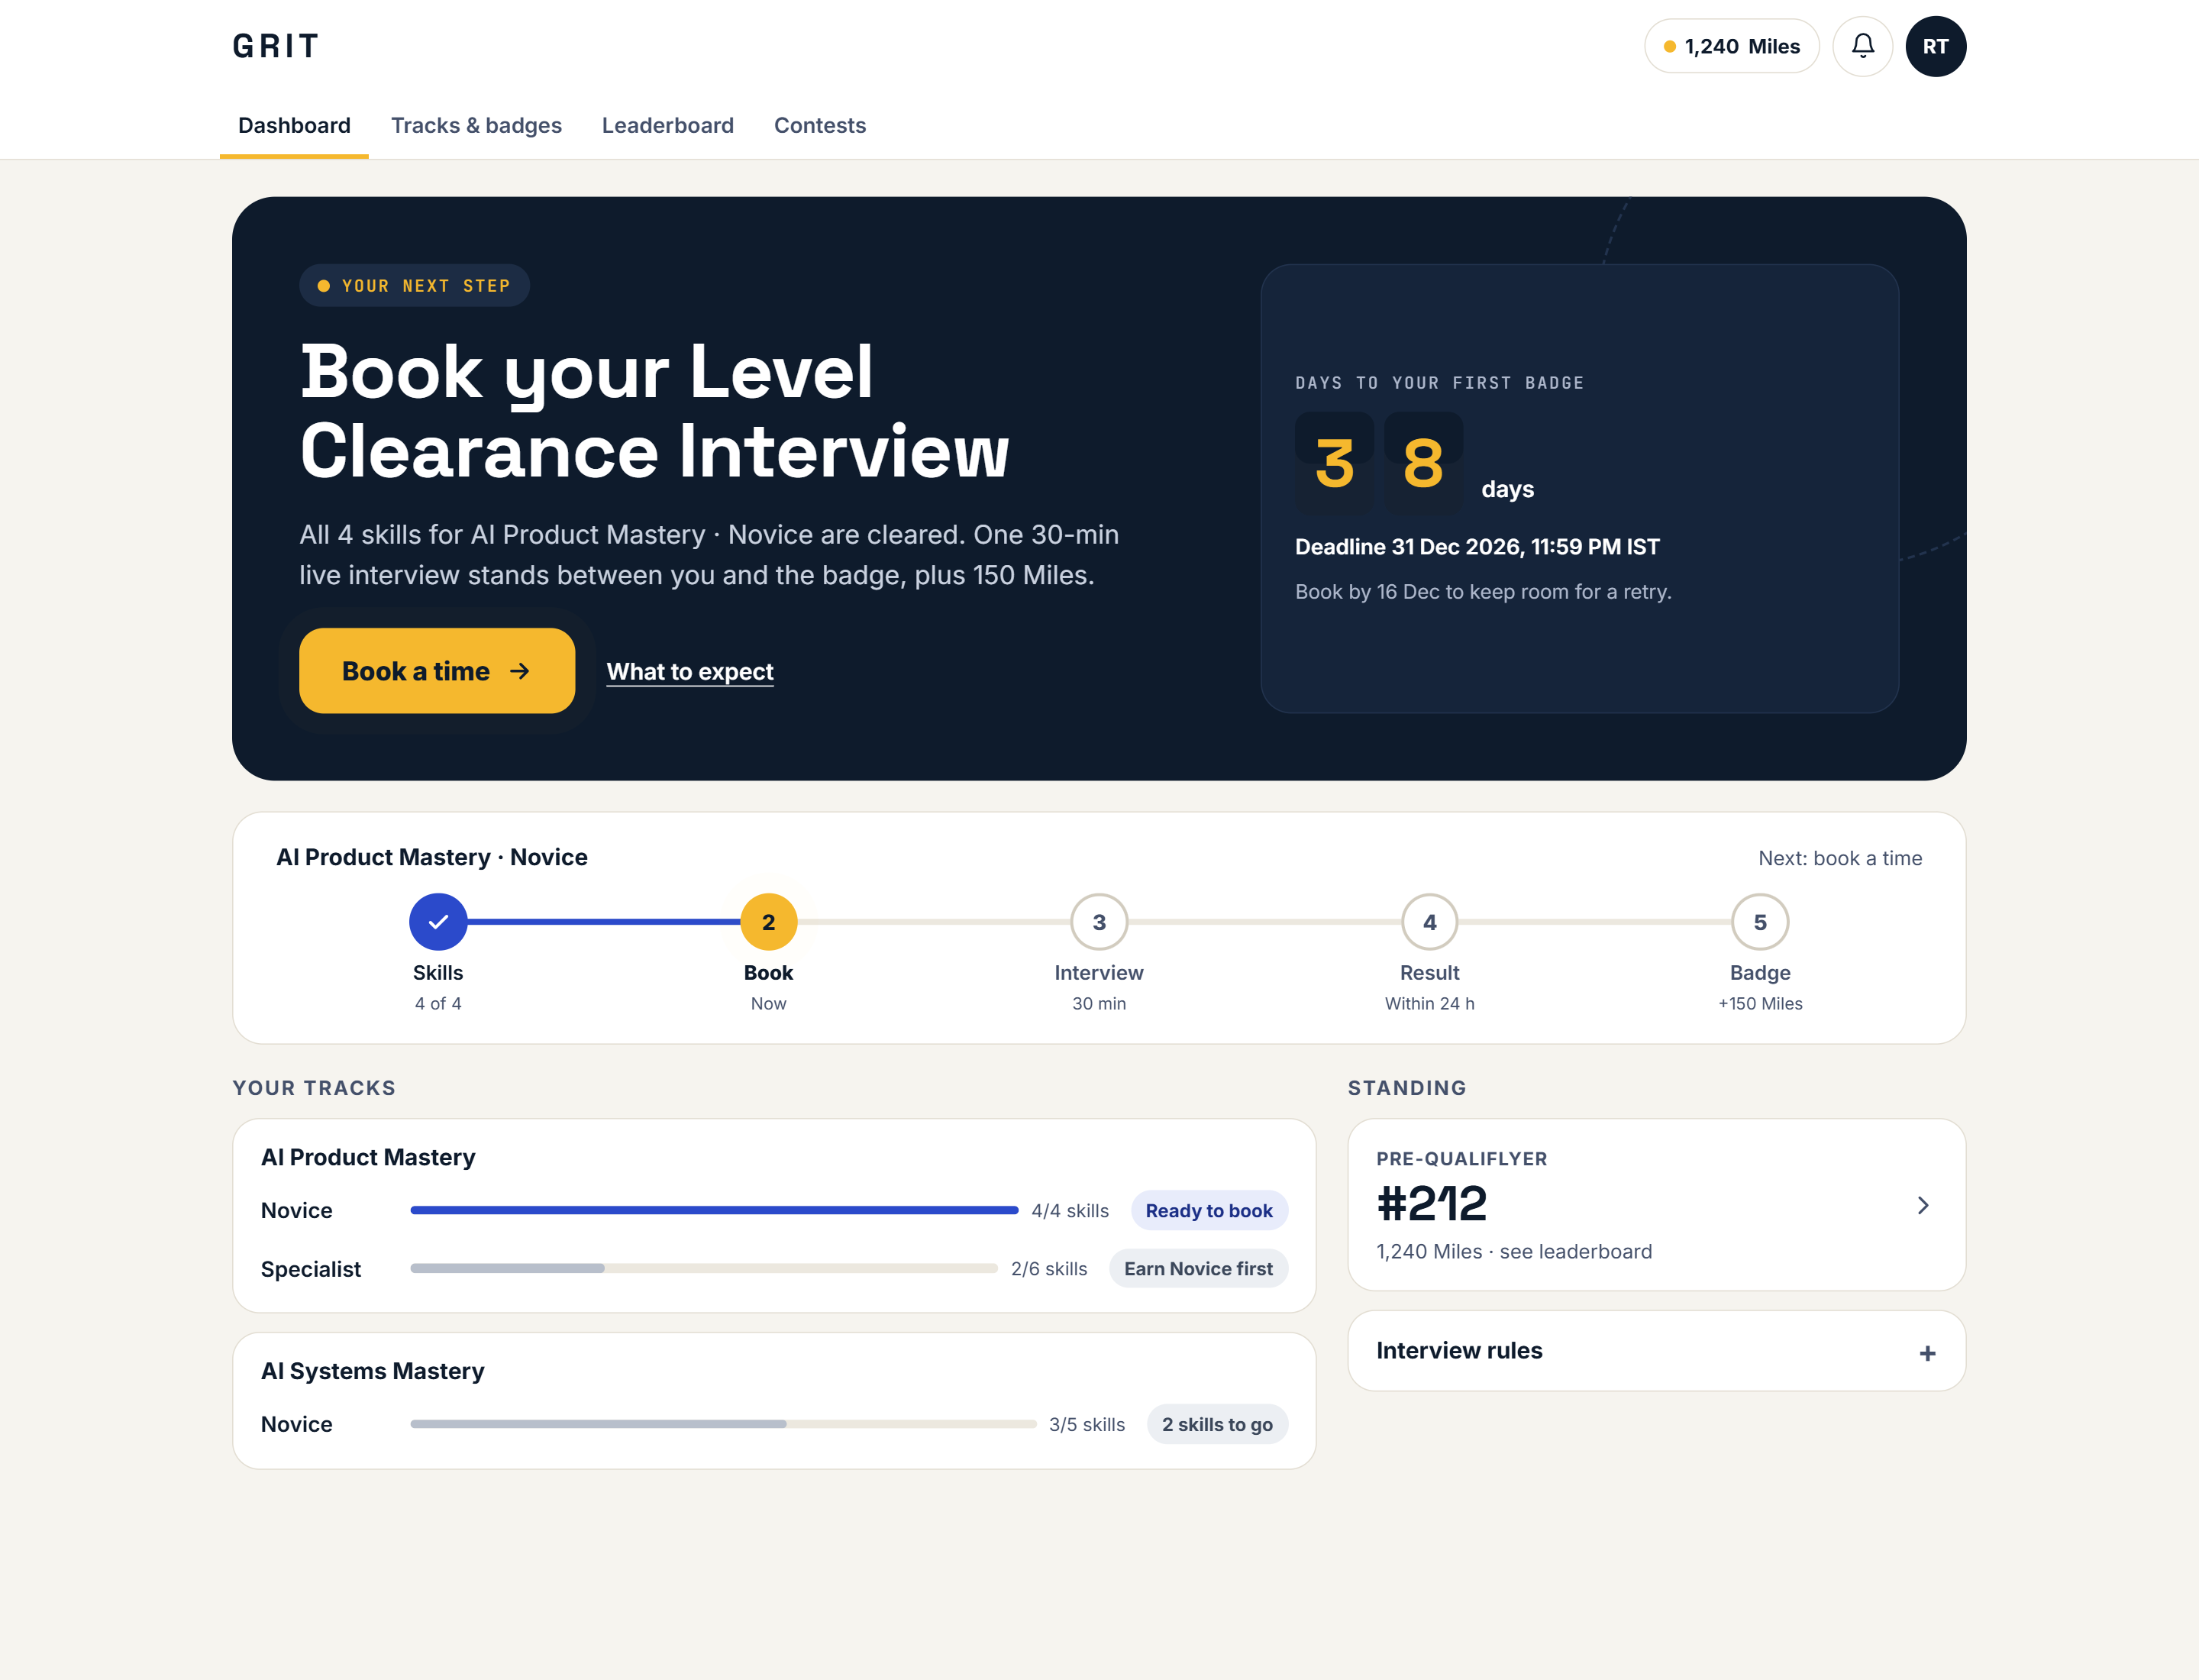 GRIT
1,240 Miles
RT
Dashboard
Tracks & badges
Leaderboard
Contests
YOUR NEXT STEP
Book your Level
Clearance Interview
All 4 skills for AI Product Mastery · Novice are cleared. One 30-min
live interview stands between you and the badge, plus 150 Miles.
Book a time →
What to expect
DAYS TO YOUR FIRST BADGE
3 8 days
Deadline 31 Dec 2026, 11:59 PM IST
Book by 16 Dec to keep room for a retry.
AI Product Mastery · Novice
Next: book a time
2
3
4
5
Skills
Book
Interview
Result
Badge
4 of 4
Now
30 min
Within 24 h
+150 Miles
YOUR TRACKS
AI Product Mastery
Novice
4/4 skills
Ready to book
Specialist
2/6 skills
Earn Novice first
AI Systems Mastery
Novice
3/5 skills
2 skills to go
STANDING
PRE-QUALIFLYER
#212
1,240 Miles · see leaderboard
Interview rules
+